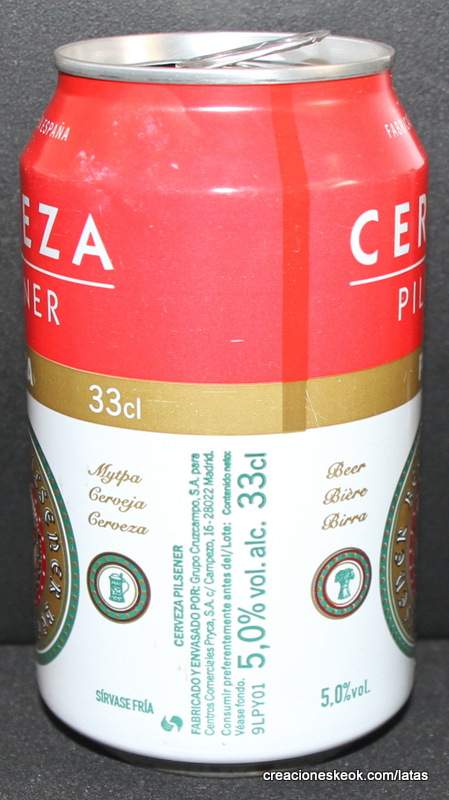 ESPAÑA
FABRIC
EZA
CER
NER
PIL
A
33cl
Mytpa
Cerveja
Cerveza
Beer
Bière
Birra
SÍRVASE FRÍA
CERVEZA PILSENER
FABRICADO Y ENVASADO POR: Grupo Cruzcampo, S.A. para
Centros Comerciales Pryca, S.A. c/ Campezo, 16 - 28022 Madrid.
Consumir preferentemente antes del/Lote: Contenido neto:
Véase fondo.
9LPY01 5,0% vol. alc. 33cl
5,0%vol.
creacioneskeok.com/latas